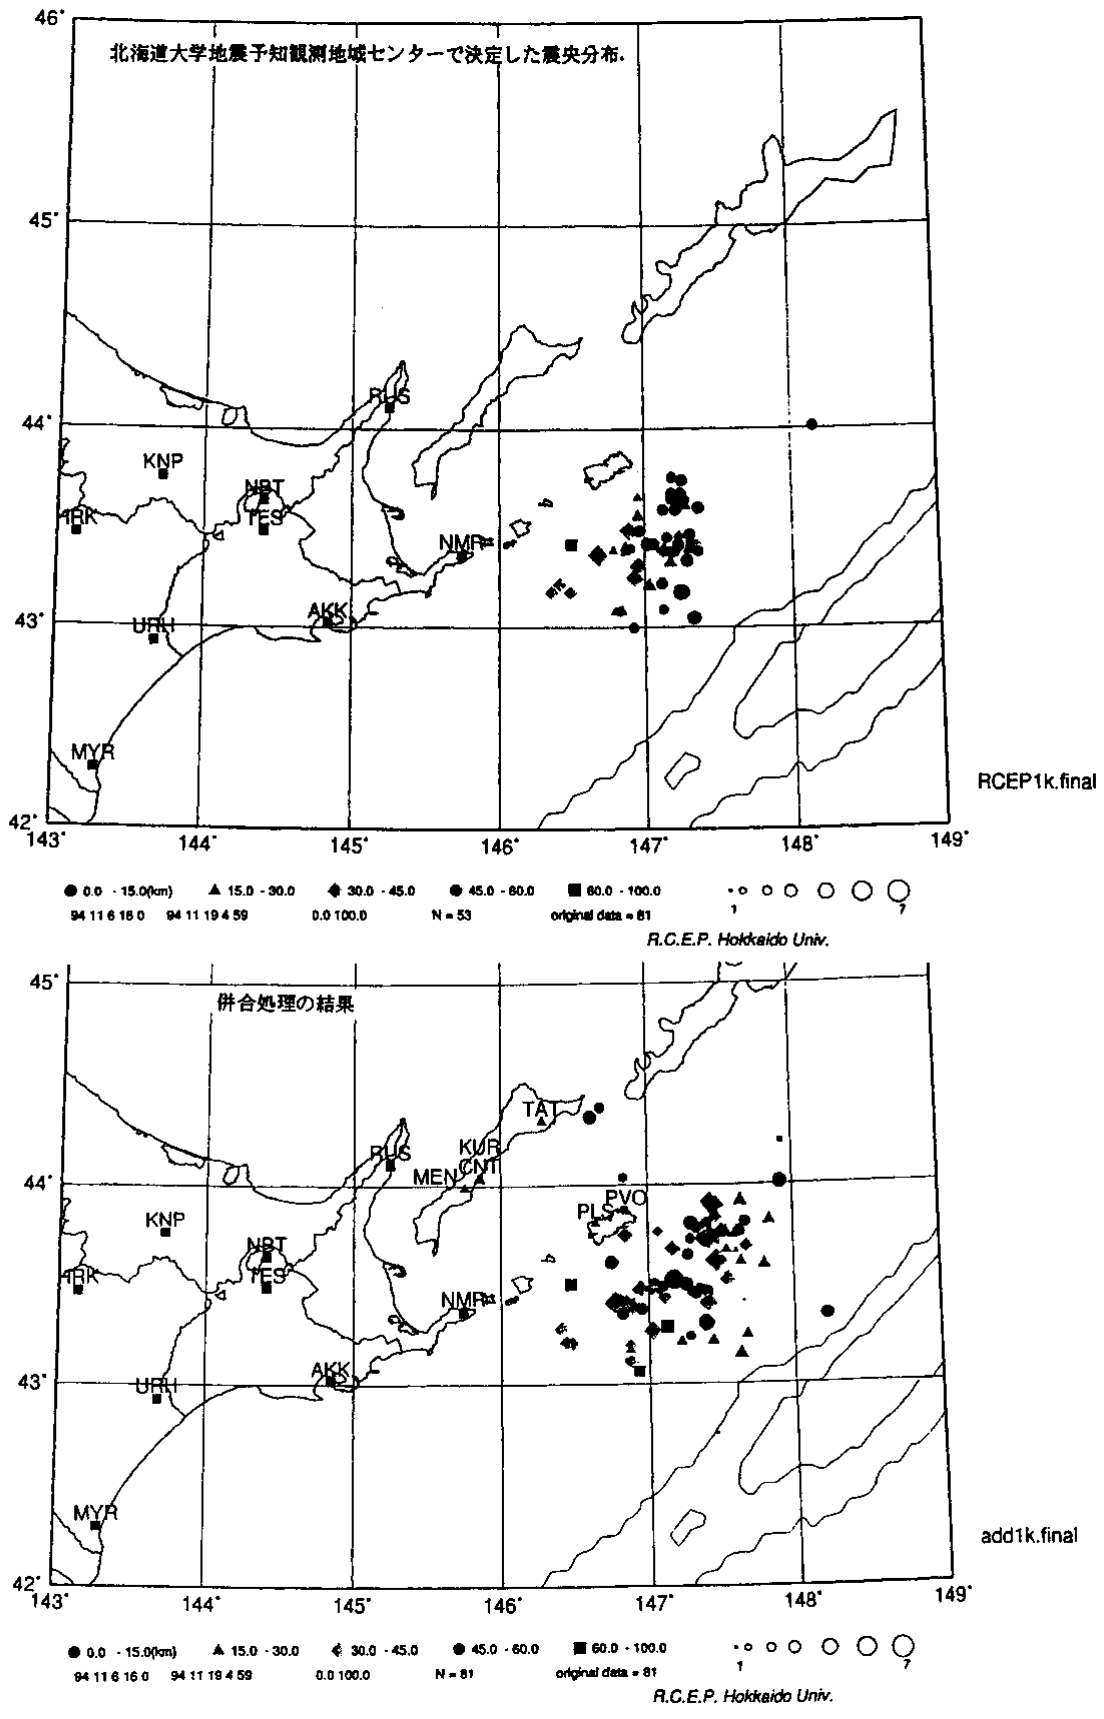 46°
北海道大学地震予知観測地域センターで決定した震央分布.
45°
RUS
44°
KNP
NBT
TES
HRK
NMR
AKK
43°
URH
MYR
RCEP1k.final
42°
143° 144° 145° 146° 147° 148° 149°
0.0 - 15.0(km) 15.0 - 30.0 30.0 - 45.0 45.0 - 60.0 60.0 - 100.0
1 7
94 11 6 16 0 94 11 19 4 59 0.0 100.0 N = 53 original data = 81
R.C.E.P. Hokkaido Univ.
45°
併合処理の結果
TAT
KUR
RUS
CNT
MEN
44°
PVO
PLS
KNP
NBT
TES
HRK
NMR
AKK
43°
URH
MYR
add1k.final
42°
143° 144° 145° 146° 147° 148° 149°
0.0 - 15.0(km) 15.0 - 30.0 30.0 - 45.0 45.0 - 60.0 60.0 - 100.0
1 7
94 11 6 16 0 94 11 19 4 59 0.0 100.0 N = 81 original data = 81
R.C.E.P. Hokkaido Univ.